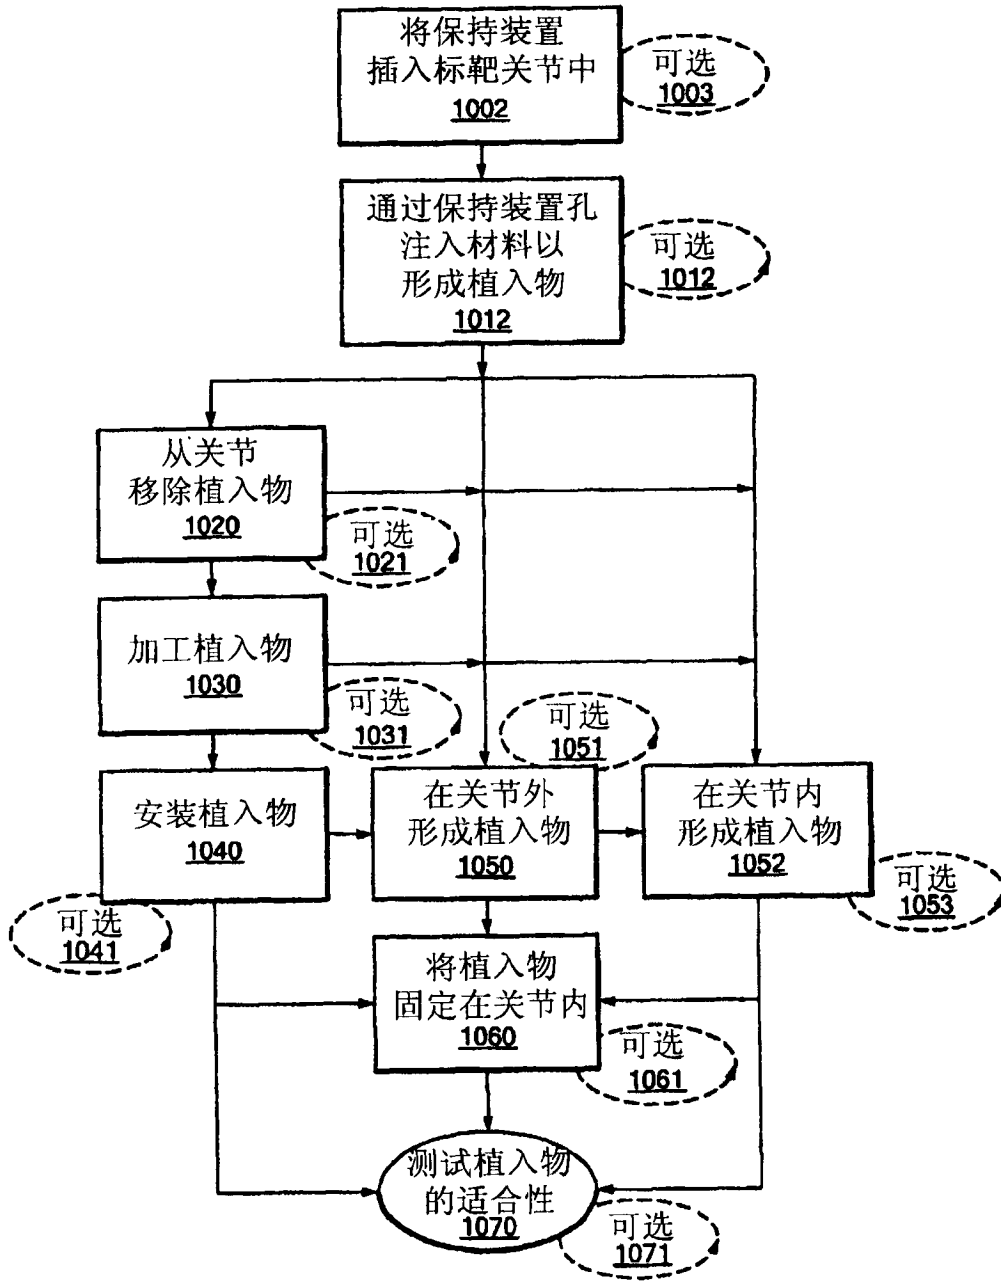 将保持装置
插入标靶关节中
1002
可选
1003
通过保持装置孔
注入材料以
形成植入物
1012
可选
1012
从关节
移除植入物
1020
可选
1021
加工植入物
1030
可选
1031
安装植入物
1040
可选
1041
可选
1051
在关节外
形成植入物
1050
在关节内
形成植入物
1052
可选
1053
将植入物
固定在关节内
1060
可选
1061
测试植入物
的适合性
1070
可选
1071